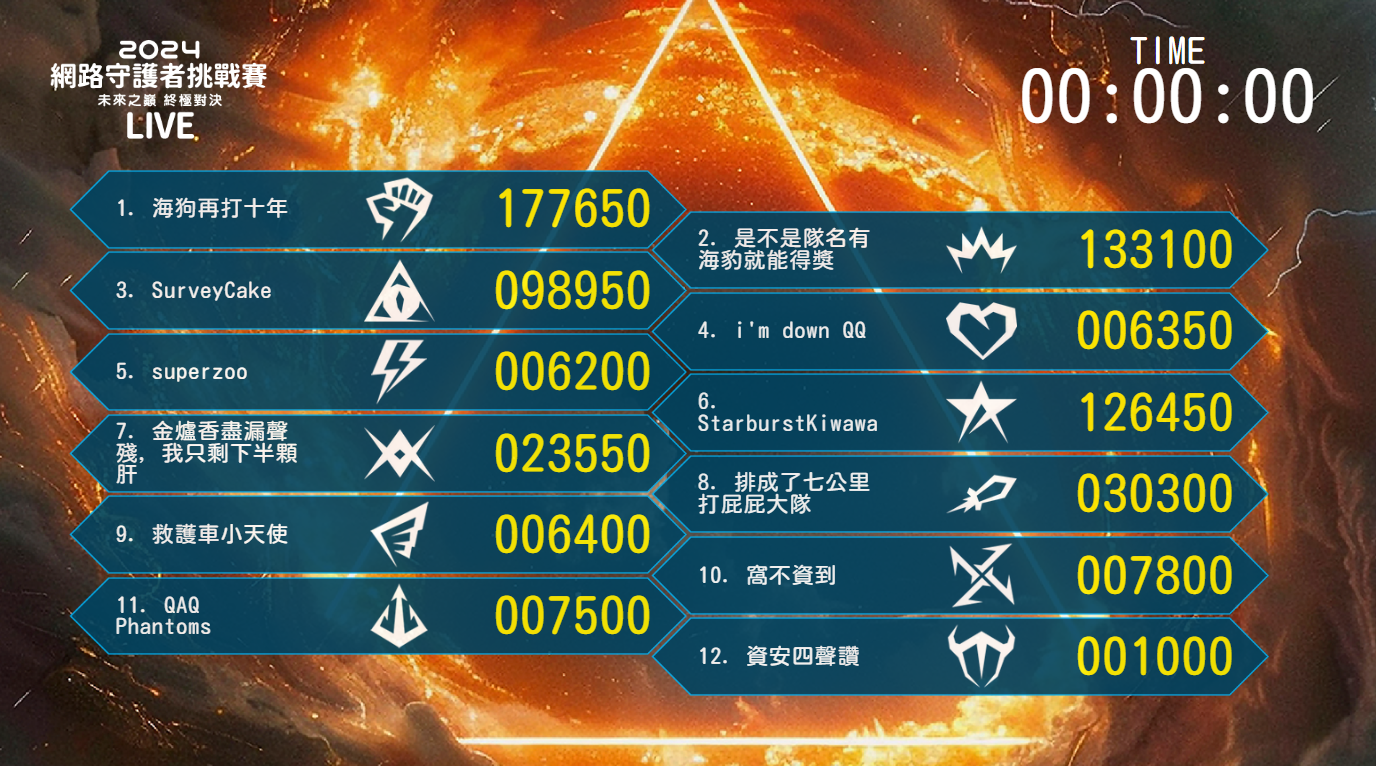 2024
網路守護者挑戰賽
未來之巔 終極對決
LIVE
TIME
00:00:00
1. 海狗再打十年
177650
2. 是不是隊名有
海豹就能得獎
133100
3. SurveyCake
098950
4. i'm down QQ
006350
5. superzoo
006200
6.
StarburstKiwawa
126450
7. 金爐香盡漏聲
殘，我只剩下半顆
肝
023550
8. 排成了七公里
打屁屁大隊
030300
9. 救護車小天使
006400
10. 窩不資到
007800
11. QAQ
Phantoms
007500
12. 資安四聲讚
001000